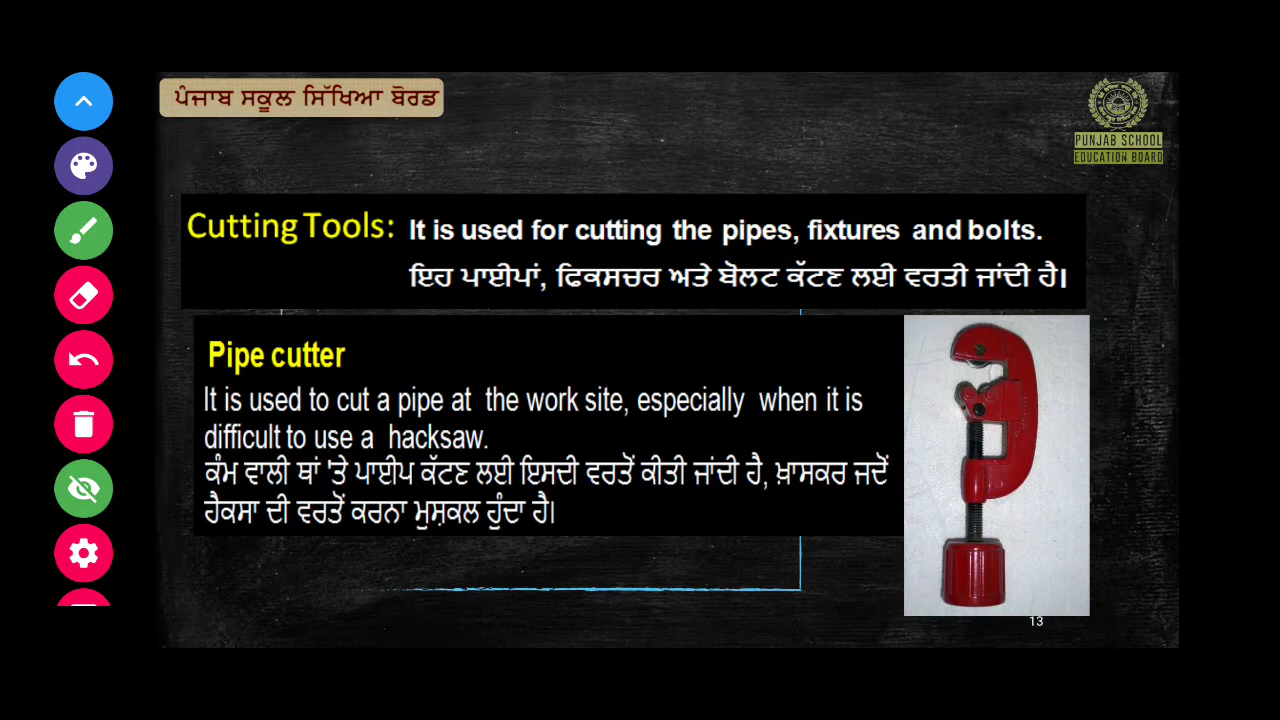 ਪੰਜਾਬ ਸਕੂਲ ਸਿੱਖਿਆ ਬੋਰਡ
PUNJAB SCHOOL
EDUCATION BOARD
Cutting Tools: It is used for cutting the pipes, fixtures and bolts.
ਇਹ ਪਾਈਪਾਂ, ਫਿਕਸਚਰ ਅਤੇ ਬੋਲਟ ਕੱਟਣ ਲਈ ਵਰਤੀ ਜਾਂਦੀ ਹੈ।
Pipe cutter
It is used to cut a pipe at the work site, especially when it is
difficult to use a hacksaw.
ਕੰਮ ਵਾਲੀ ਥਾਂ 'ਤੇ ਪਾਈਪ ਕੱਟਣ ਲਈ ਇਸਦੀ ਵਰਤੋਂ ਕੀਤੀ ਜਾਂਦੀ ਹੈ, ਖ਼ਾਸਕਰ ਜਦੋਂ
ਹੈਕਸਾ ਦੀ ਵਰਤੋਂ ਕਰਨਾ ਮੁਸ਼ਕਲ ਹੁੰਦਾ ਹੈ।
13